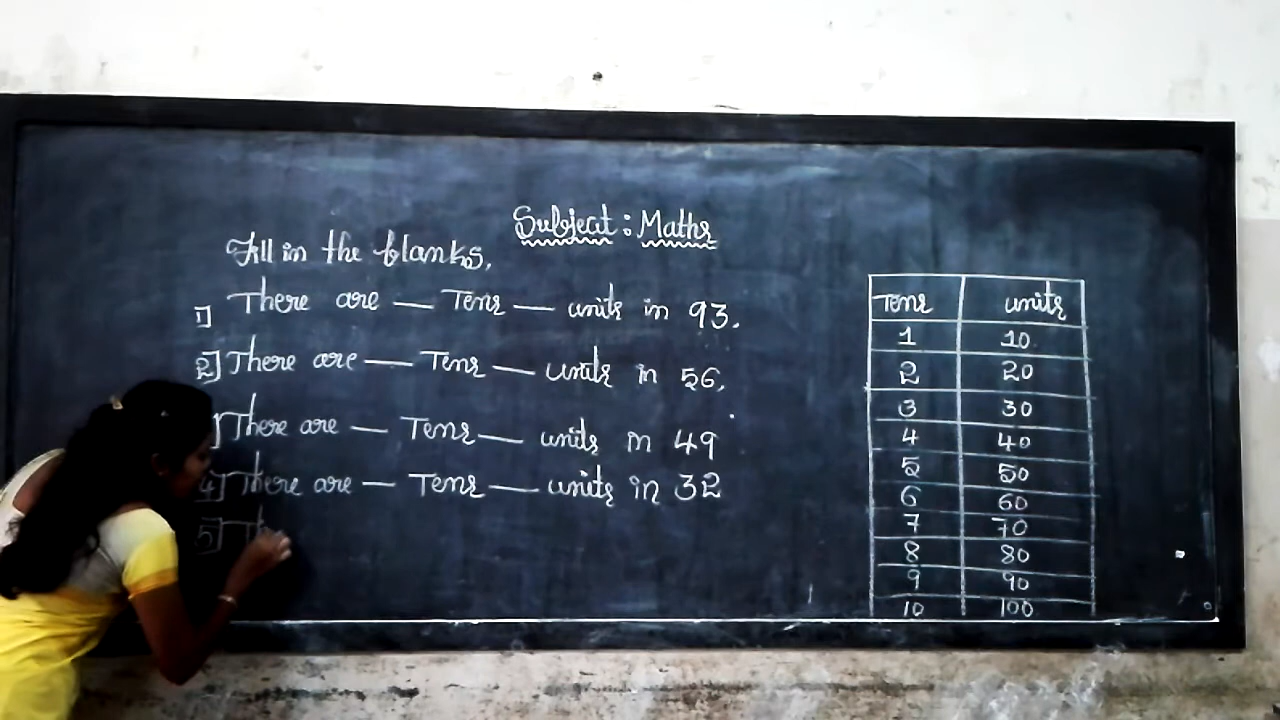 Subject : Maths
Fill in the blanks,
1] There are — Tens — units in 93.
2] There are — Tens — units in 56.
] There are — Tens — units in 49
4] There are — Tens — units in 32
5] Th
Tens units
1 10
2 20
3 30
4 40
5 50
6 60
7 70
8 80
9 90
10 100